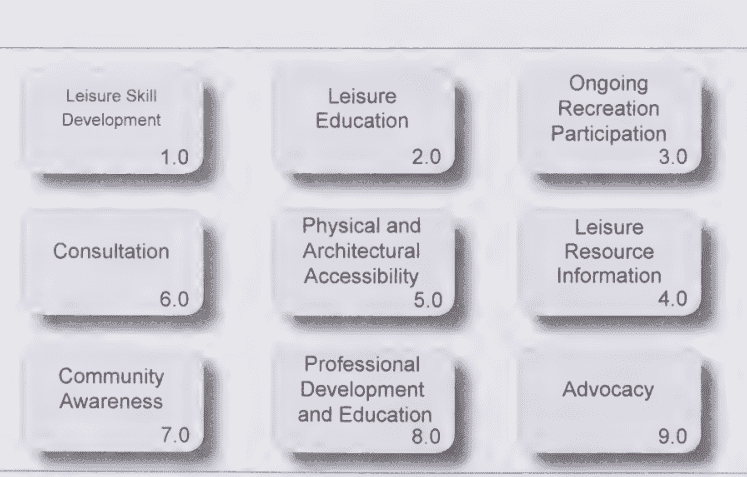 Leisure Skill
Development
1.0
Leisure
Education
2.0
Ongoing
Recreation
Participation
3.0
Consultation
6.0
Physical and
Architectural
Accessibility
5.0
Leisure
Resource
Information
4.0
Community
Awareness
7.0
Professional
Development
and Education
8.0
Advocacy
9.0